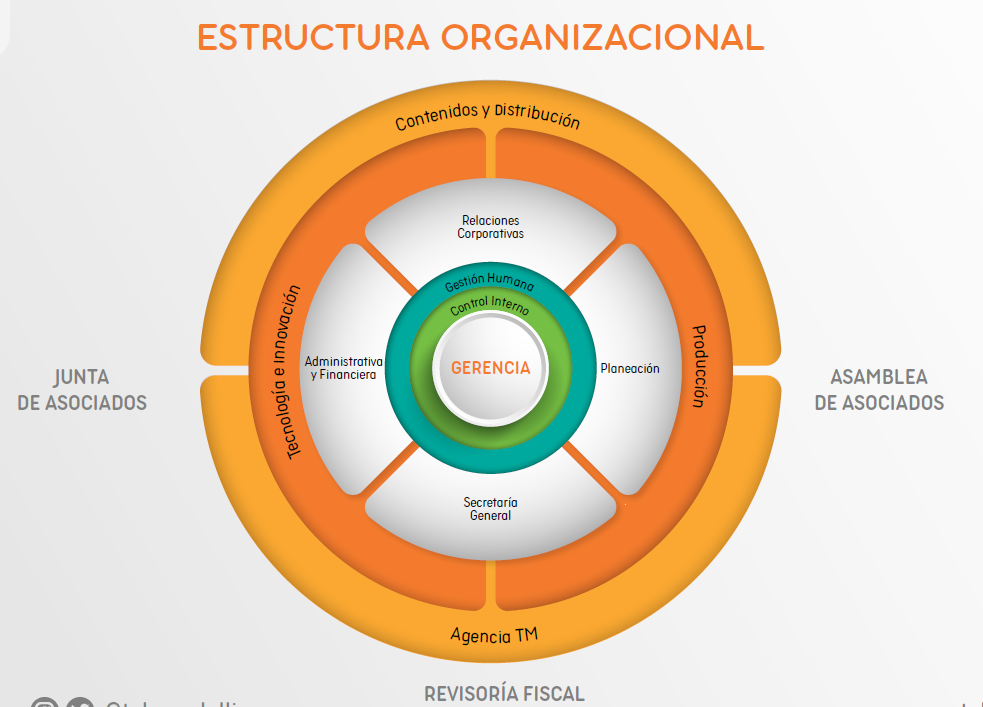 ESTRUCTURA ORGANIZACIONAL
Contenidos y Distribución
Relaciones
Corporativas
Gestión Humana
Control Interno
Tecnología e Innovación
Administrativa
y Financiera
GERENCIA
Planeación
Producción
JUNTA
DE ASOCIADOS
ASAMBLEA
DE ASOCIADOS
Secretaría
General
Agencia TM
REVISORÍA FISCAL